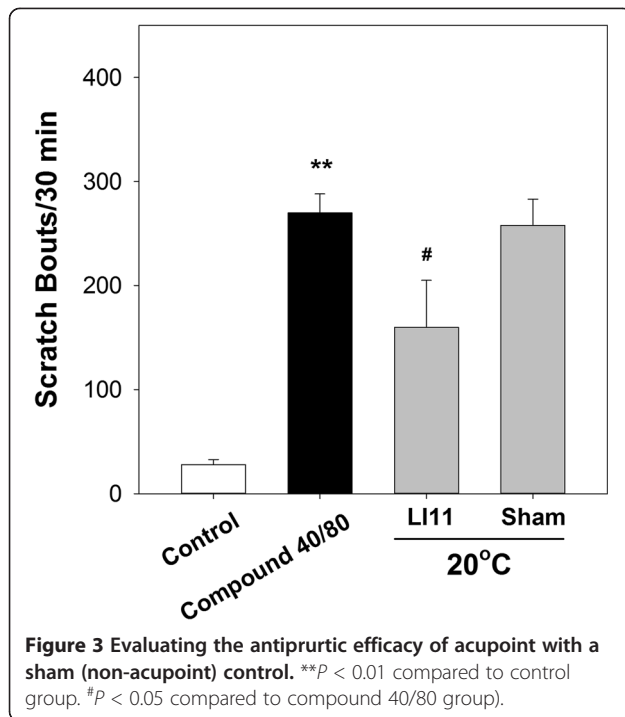 400
300
200
100
0
Scratch Bouts/30 min
**
#
Control
Compound 40/80
LI11
Sham
20°C
Figure 3 Evaluating the antiprurtic efficacy of acupoint with a
sham (non-acupoint) control. **P < 0.01 compared to control
group. #P < 0.05 compared to compound 40/80 group).